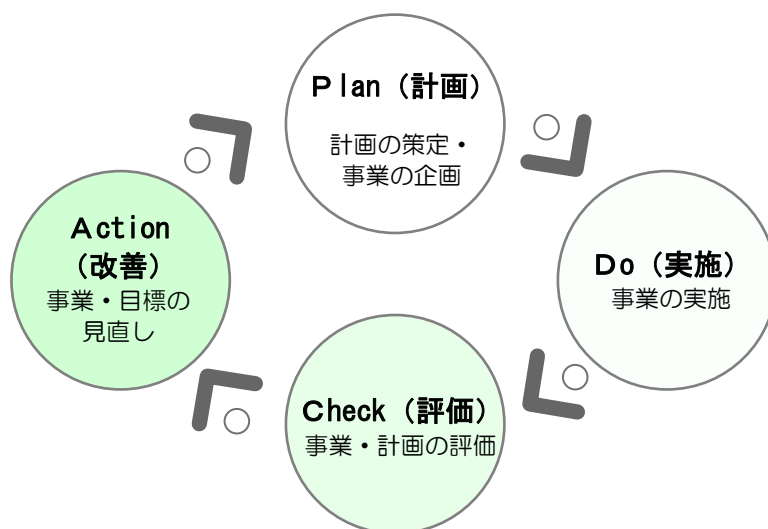 Plan（計画）
計画の策定・
事業の企画
Do（実施）
事業の実施
Check（評価）
事業・計画の評価
Action
（改善）
事業・目標の
見直し